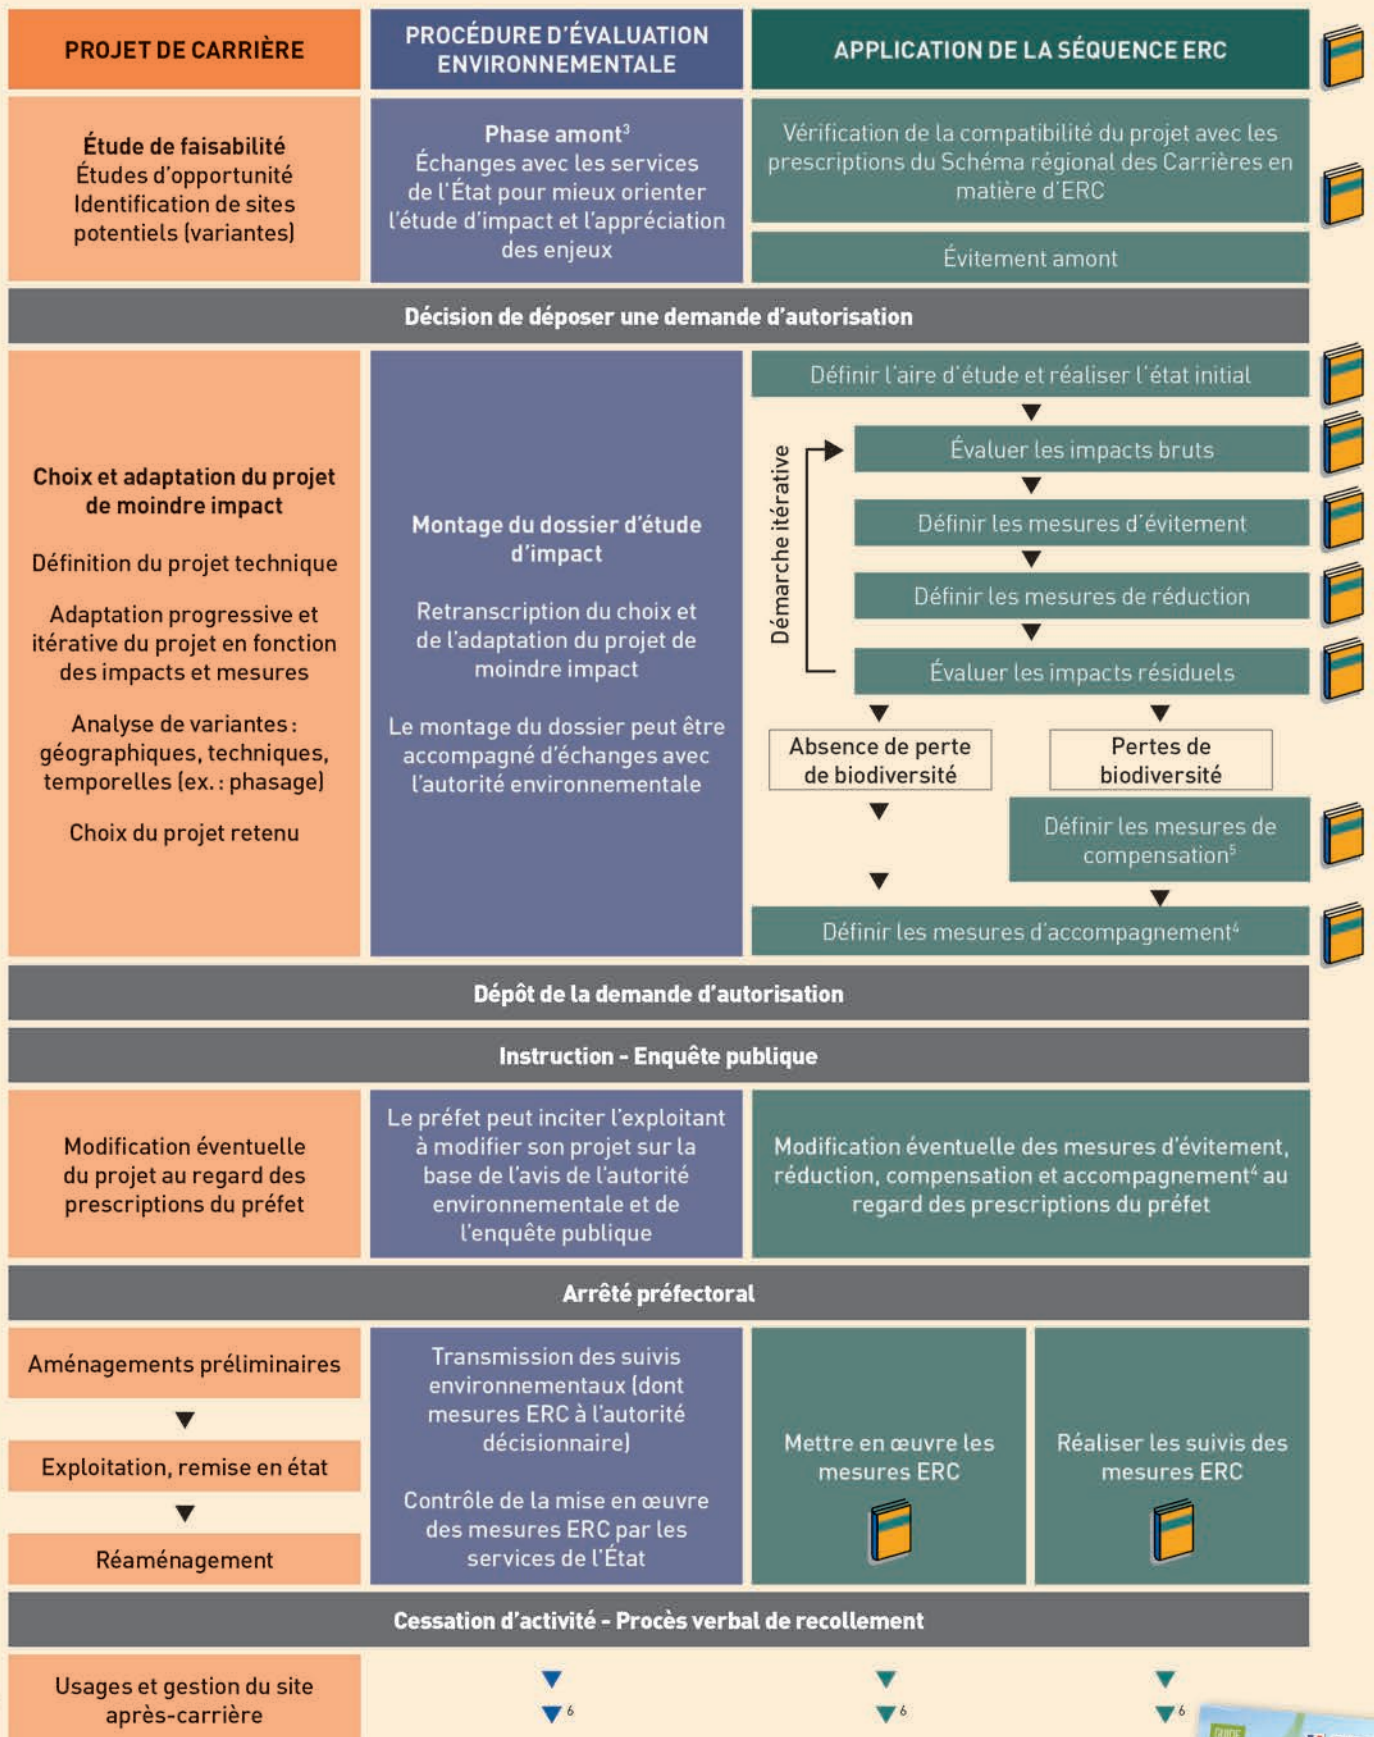 PROJET DE CARRIÈRE
PROCÉDURE D'ÉVALUATION
ENVIRONNEMENTALE
APPLICATION DE LA SÉQUENCE ERC
Étude de faisabilité
Études d'opportunité
Identification de sites
potentiels (variantes)
Phase amont³
Échanges avec les services
de l'État pour mieux orienter
l'étude d'impact et l'appréciation
des enjeux
Vérification de la compatibilité du projet avec les
prescriptions du Schéma régional des Carrières en
matière d'ERC
Évitement amont
Décision de déposer une demande d'autorisation
Choix et adaptation du projet
de moindre impact
Définition du projet technique
Adaptation progressive et
itérative du projet en fonction
des impacts et mesures
Analyse de variantes :
géographiques, techniques,
temporelles (ex. : phasage)
Choix du projet retenu
Montage du dossier d'étude
d'impact
Retranscription du choix et
de l'adaptation du projet de
moindre impact
Le montage du dossier peut être
accompagné d'échanges avec
l'autorité environnementale
Définir l'aire d'étude et réaliser l'état initial
Démarche itérative
Évaluer les impacts bruts
Définir les mesures d'évitement
Définir les mesures de réduction
Évaluer les impacts résiduels
Absence de perte
de biodiversité
Pertes de
biodiversité
Définir les mesures de
compensation⁵
Définir les mesures d'accompagnement⁴
Dépôt de la demande d'autorisation
Instruction - Enquête publique
Modification éventuelle
du projet au regard des
prescriptions du préfet
Le préfet peut inciter l'exploitant
à modifier son projet sur la
base de l'avis de l'autorité
environnementale et de
l'enquête publique
Modification éventuelle des mesures d'évitement,
réduction, compensation et accompagnement⁴ au
regard des prescriptions du préfet
Arrêté préfectoral
Aménagements préliminaires
Exploitation, remise en état
Réaménagement
Transmission des suivis
environnementaux (dont
mesures ERC à l'autorité
décisionnaire)
Contrôle de la mise en œuvre
des mesures ERC par les
services de l'État
Mettre en œuvre les
mesures ERC
Réaliser les suivis des
mesures ERC
Cessation d'activité - Procès verbal de recollement
Usages et gestion du site
après-carrière
6
6
6
GUIDE